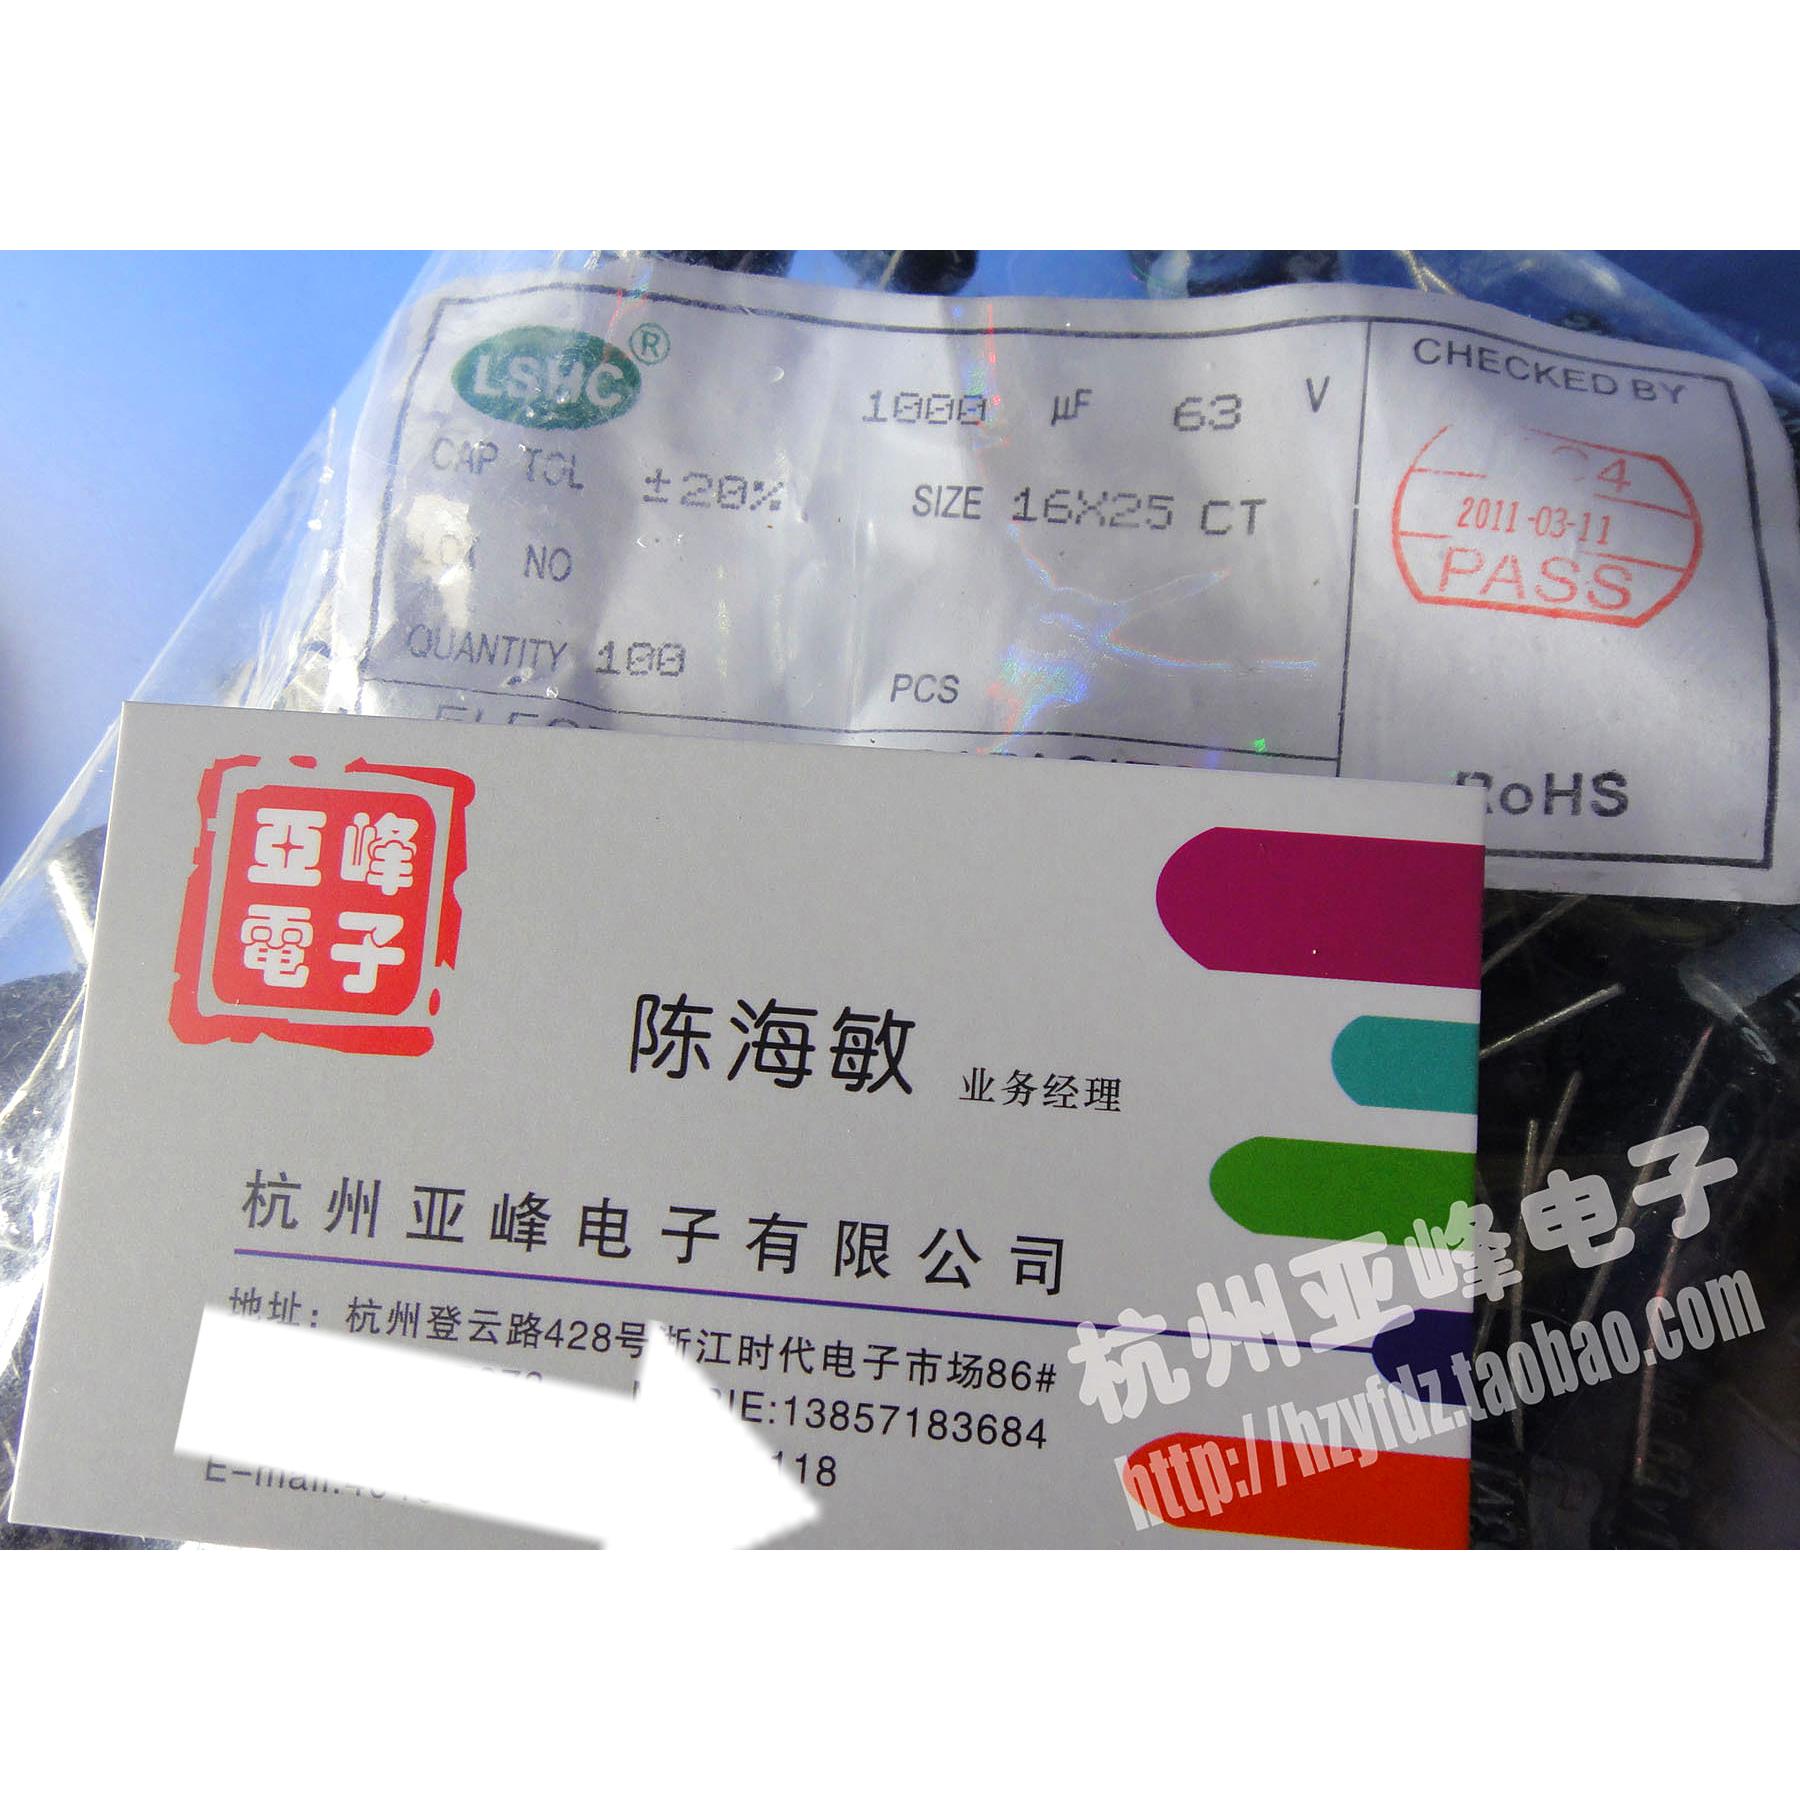 LSHC®
1000 µF 63 V
CAP TOL ±20% SIZE 16X25 CT
NO
QUANTITY 100 PCS
CHECKED BY
2011-03-11
PASS
RoHS
亞峰
電子
陈海敏 业务经理
杭州亚峰电子有限公司
地址：杭州登云路428号浙江时代电子市场86#
13857183684
E-mail:
杭州亚峰电子
http://hzyfdz.taobao.com